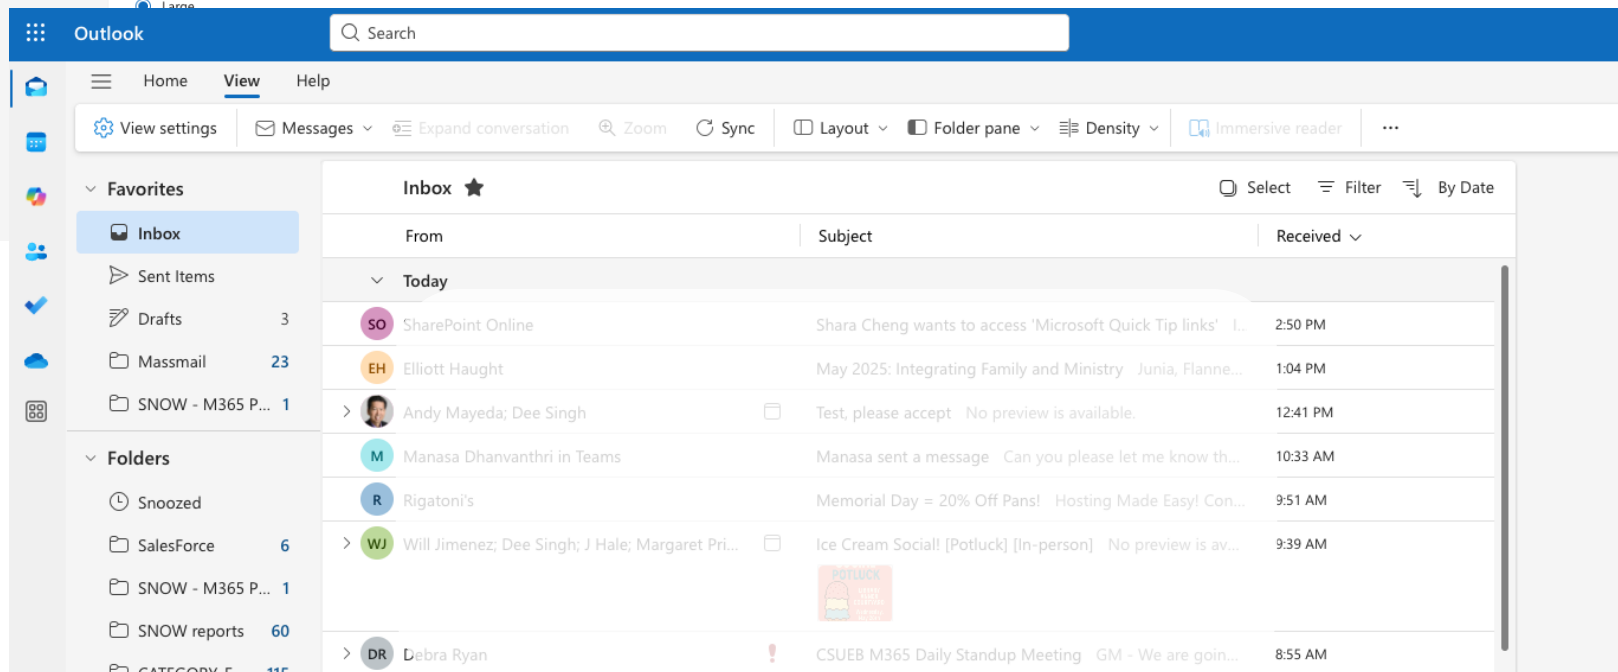 Large
Outlook
Search
Home View Help
View settings Messages Expand conversation Zoom Sync Layout Folder pane Density Immersive reader ...
Favorites
Inbox
Sent Items
Drafts 3
Massmail 23
SNOW - M365 P... 1
Folders
Snoozed
SalesForce 6
SNOW - M365 P... 1
SNOW reports 60
Inbox Select Filter By Date
From Subject Received
Today
SO SharePoint Online Shara Cheng wants to access 'Microsoft Quick Tip links' I... 2:50 PM
EH Elliott Haught May 2025: Integrating Family and Ministry Junia, Flanne... 1:04 PM
Andy Mayeda; Dee Singh Test, please accept No preview is available. 12:41 PM
M Manasa Dhanvanthri in Teams Manasa sent a message Can you please let me know th... 10:33 AM
R Rigatoni's Memorial Day = 20% Off Pans! Hosting Made Easy! Con... 9:51 AM
WJ Will Jimenez; Dee Singh; J Hale; Margaret Pri... Ice Cream Social! [Potluck] [In-person] No preview is av... 9:39 AM
POTLUCK
DR Debra Ryan ! CSUEB M365 Daily Standup Meeting GM - We are goin... 8:55 AM